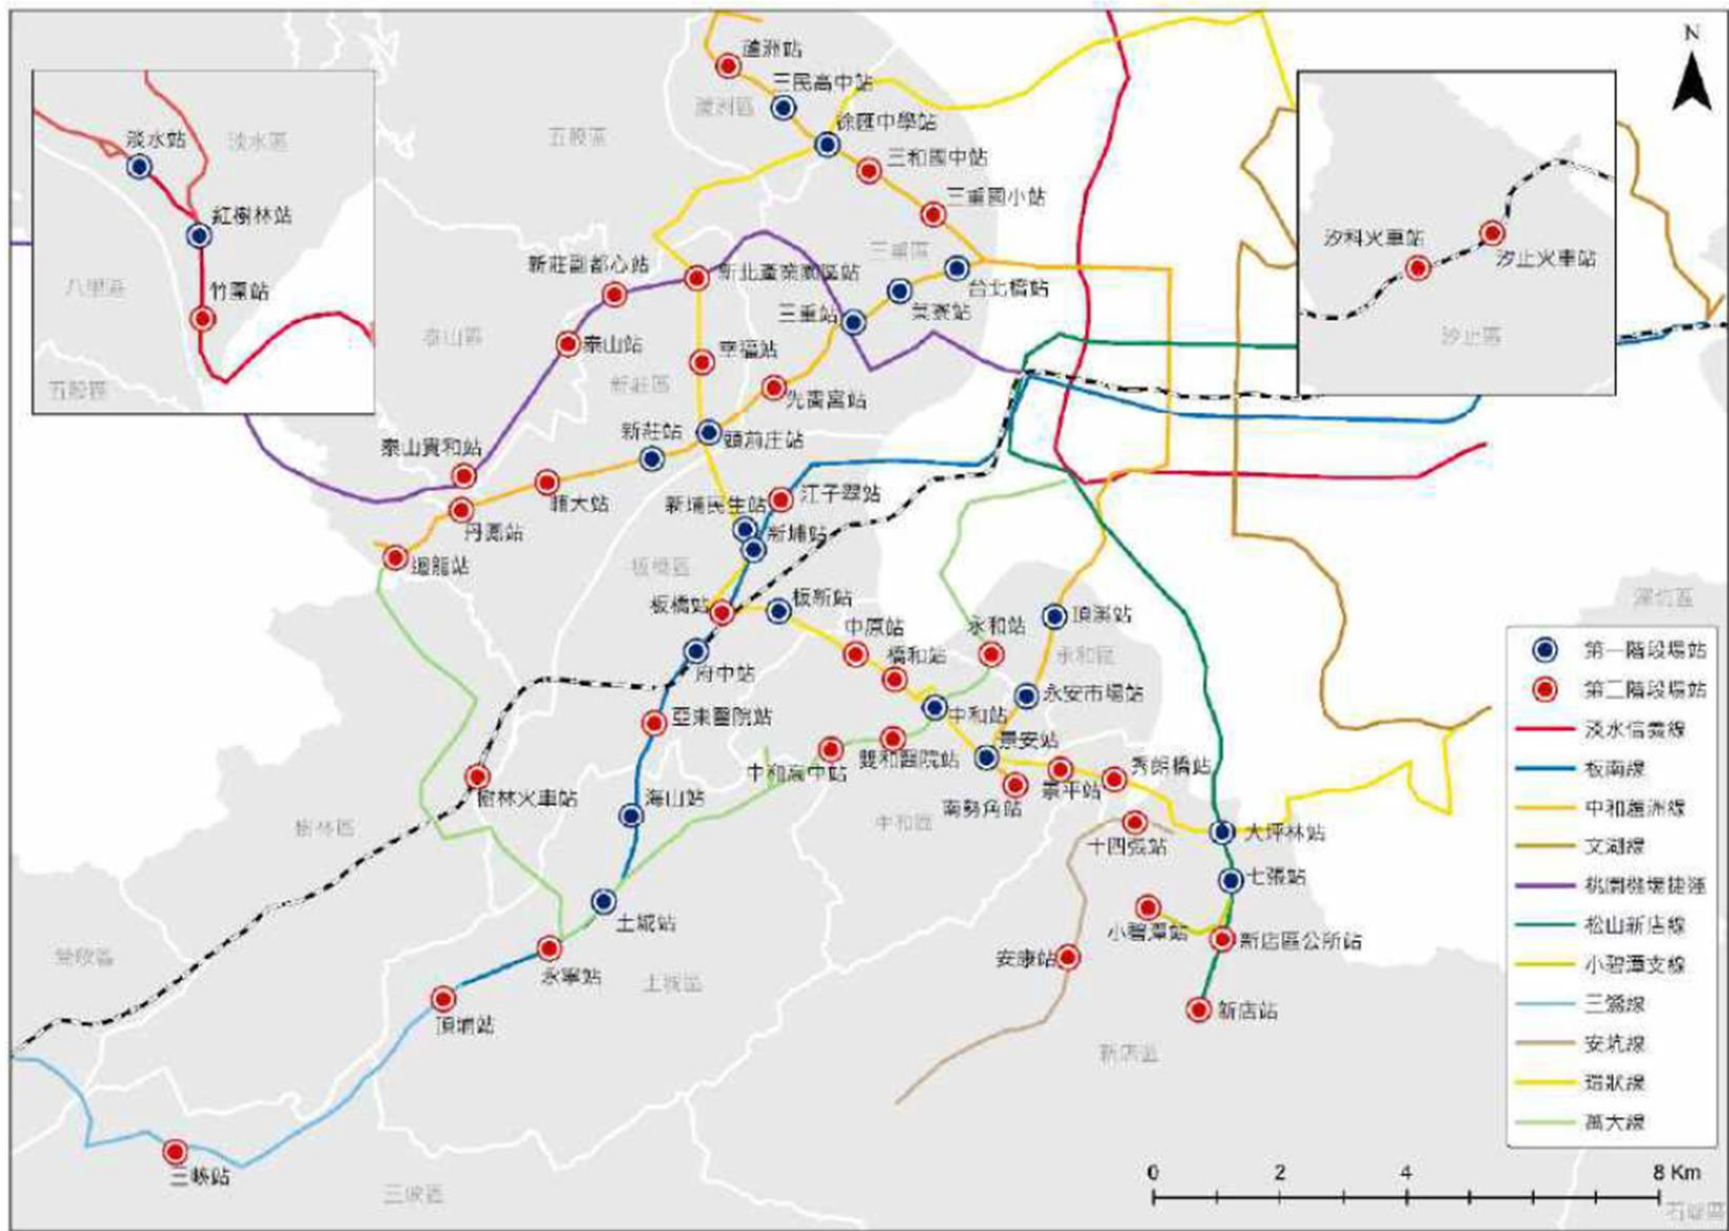 蘆洲站
三民高中站
蘆洲區
徐匯中學站
五股區
三和國中站
三重國小站
三重區
淡水站
淡水區
紅樹林站
八里區
竹圍站
五股區
N
汐科火車站
汐止火車站
汐止區
新莊副都心站
新北產業園區站
台北橋站
菜寮站
三重站
泰山區
泰山站
幸福站
新莊區
先嗇宮站
新莊站
頭前庄站
泰山貴和站
輔大站
新埔民生站
江子翠站
丹鳳站
新埔站
迴龍站
板橋區
板橋站
板新站
中原站
永和站
頂溪站
深坑區
橋和站
永和區
府中站
永安市場站
亞東醫院站
中和站
景安站
中和高中站
雙和醫院站
秀朗橋站
景平站
南勢角站
樹林火車站
海山站
樹林區
中和區
十四張站
大坪林站
七張站
土城站
小碧潭站
新店區公所站
鶯歌區
永寧站
安康站
土城區
頂埔站
新店站
新店區
三峽站
三峽區
第一階段場站
第二階段場站
淡水信義線
板南線
中和蘆洲線
文湖線
桃園機場捷運
松山新店線
小碧潭支線
三鶯線
安坑線
環狀線
萬大線
0 2 4 8 Km
石碇區